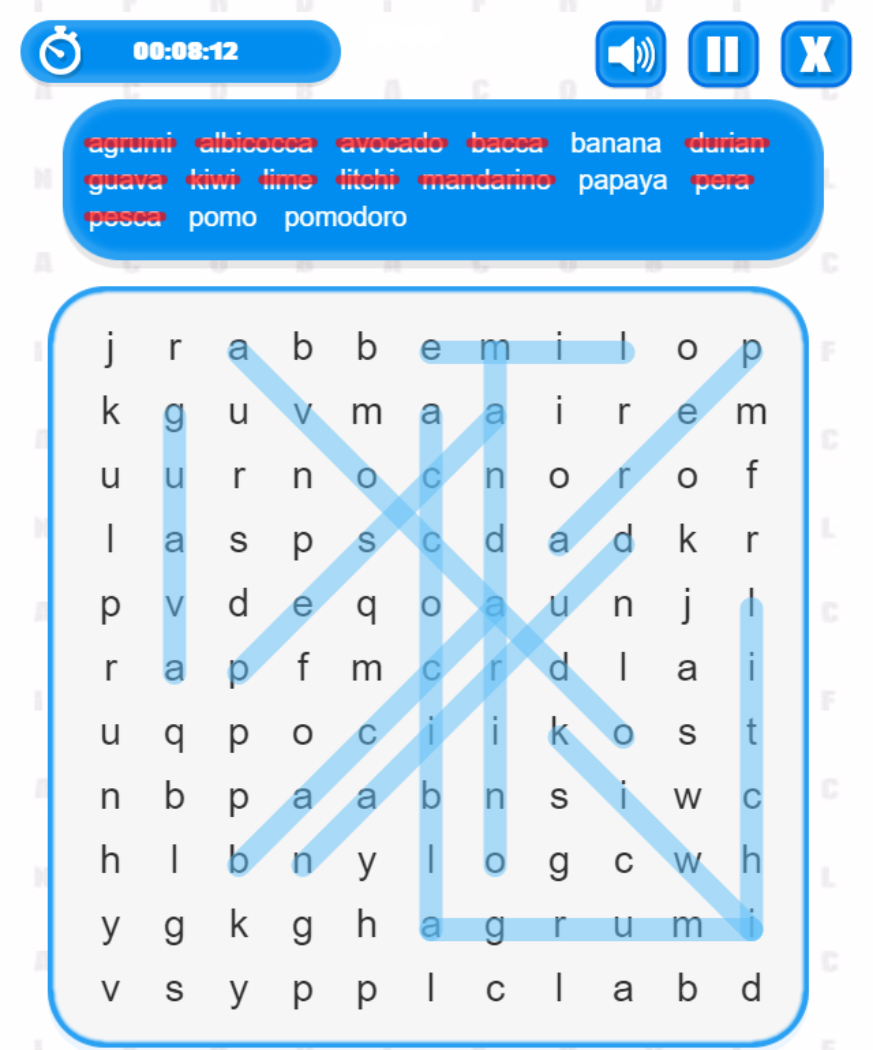 00:08:12
X
agrumi albicocca avocado bacca banana durian
guava kiwi lime litchi mandarino papaya pera
pesca pomo pomodoro
j r a b b e m i l o p
k g u v m a a i r e m
u u r n o c n o r o f
l a s p s c d a d k r
p v d e q o a u n j l
r a p f m c r d l a i
u q p o c i i k o s t
n b p a a b n s i w c
h l b n y l o g c w h
y g k g h a g r u m i
v s y p p l c l a b d